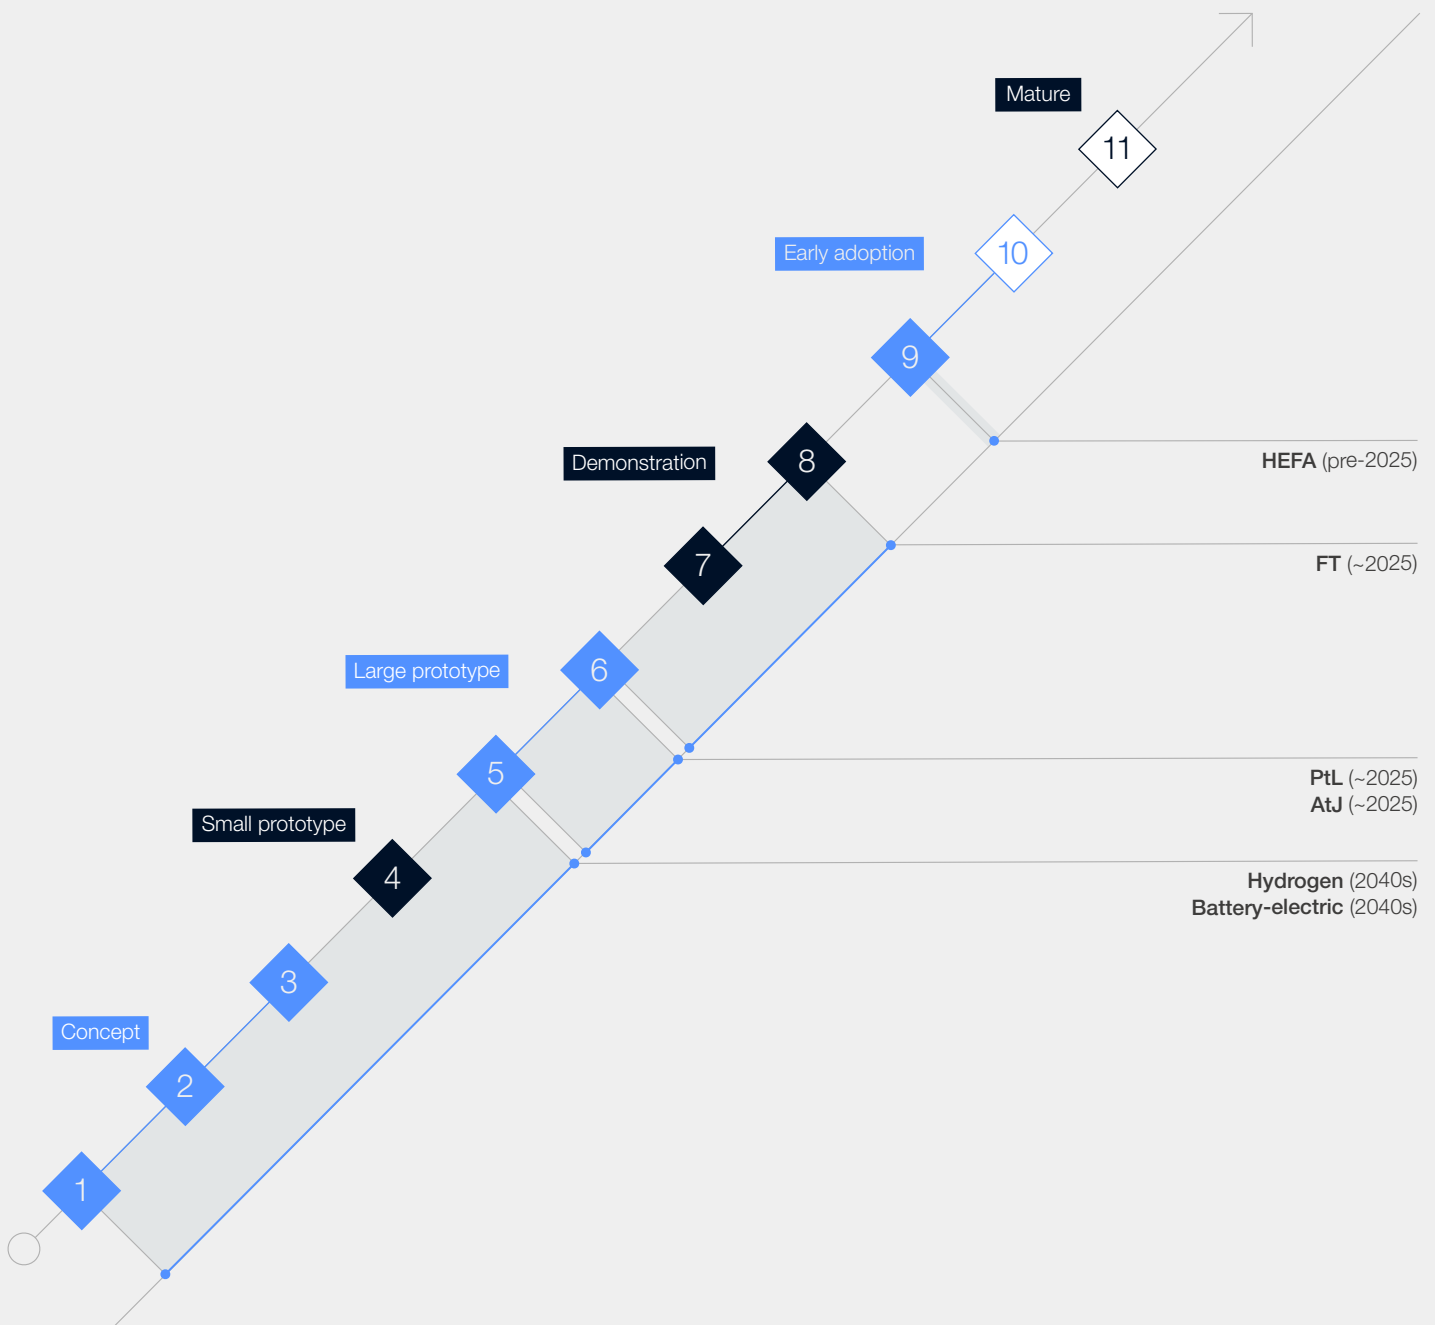 Mature
11
Early adoption
10
9
HEFA (pre-2025)
Demonstration
8
FT (~2025)
7
Large prototype
6
PtL (~2025)
AtJ (~2025)
5
Small prototype
4
Hydrogen (2040s)
Battery-electric (2040s)
3
Concept
2
1